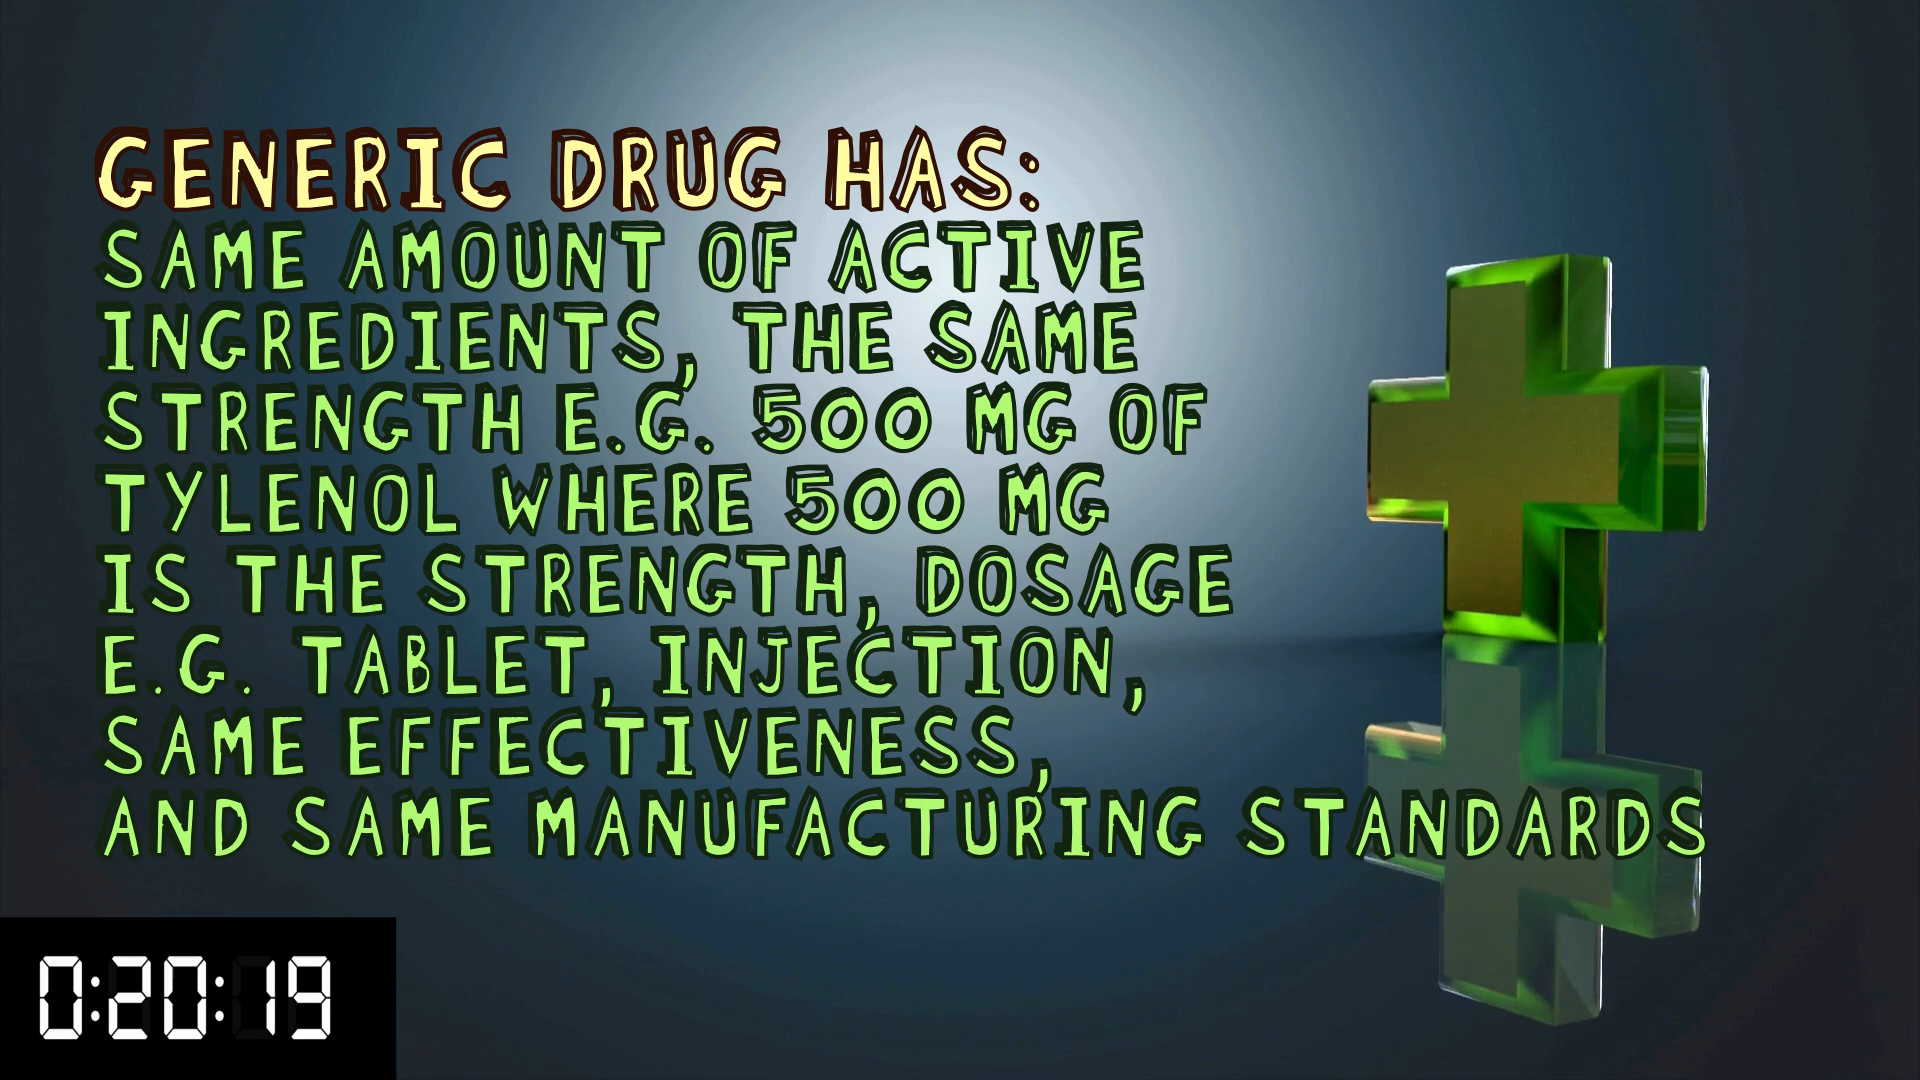 GENERIC DRUG HAS:
SAME AMOUNT OF ACTIVE
INGREDIENTS, THE SAME
STRENGTH E.G. 500 MG OF
TYLENOL WHERE 500 MG
IS THE STRENGTH, DOSAGE
E.G. TABLET, INJECTION,
SAME EFFECTIVENESS,
AND SAME MANUFACTURING STANDARDS
0:20:19